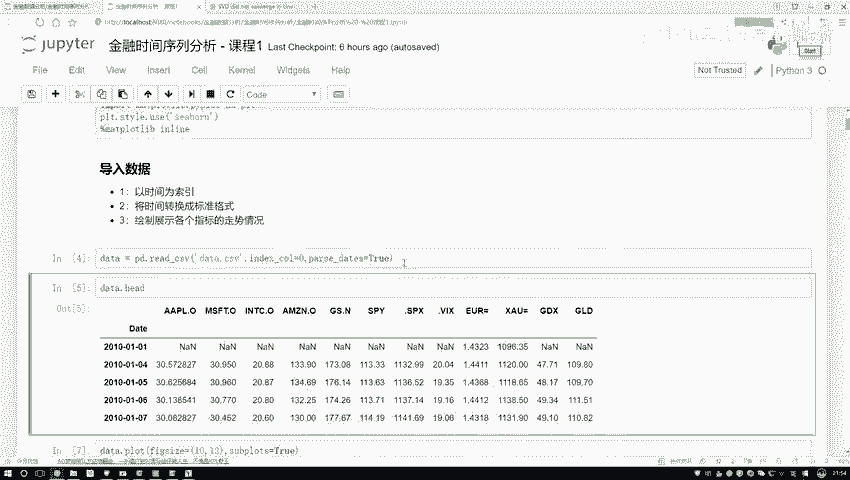 http://localhost
jupyter 金融时间序列分析 - 课程1 Last Checkpoint: 6 hours ago (autosaved)
File Edit View Insert Cell Kernel Widgets Help
Not Trusted Python 3
Code
plt.style.use('seaborn')
%matplotlib inline
导入数据
1：以时间为索引
2：将时间转换成标准格式
3：绘制展示各个指标的走势情况
In [4] data = pd.read_csv('data.csv',index_col=0,parse_dates=True)
In [5] data.head
Out[5]: AAPL.O MSFT.O INTC.O AMZN.O GS.N SPY .SPX .VIX EUR= XAU= GDX GLD
Date
2010-01-01 NaN NaN NaN NaN NaN NaN NaN NaN 1.4323 1096.35 NaN NaN
2010-01-04 30.572827 30.950 20.88 133.90 173.08 113.33 1132.99 20.04 1.4411 1120.00 47.71 109.80
2010-01-05 30.625684 30.960 20.87 134.69 176.14 113.63 1136.52 19.35 1.4368 1118.65 48.17 109.70
2010-01-06 30.138541 30.770 20.80 132.25 174.26 113.71 1137.14 19.16 1.4412 1138.50 49.34 111.51
2010-01-07 30.082827 30.452 20.60 130.00 177.67 114.19 1141.69 19.06 1.4318 1131.90 49.10 110.82
In [7] data.plot(figsize=(10,12),subplots=True)
21:54